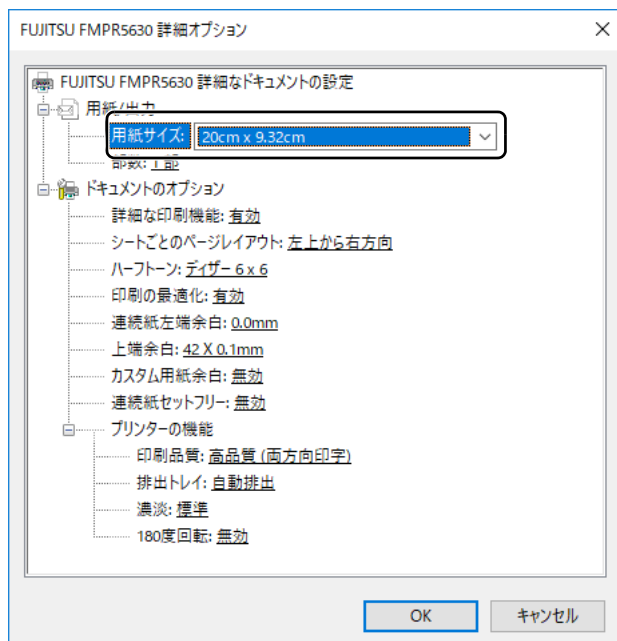 FUJITSU FMPR5630 詳細オプション
FUJITSU FMPR5630 詳細なドキュメントの設定
用紙/出力
用紙サイズ: 20cm x 9.32cm
部数: 1 部
ドキュメントのオプション
詳細な印刷機能: 有効
シートごとのページレイアウト: 左上から右方向
ハーフトーン: ディザー 6 x 6
印刷の最適化: 有効
連続紙左端余白: 0.0mm
上端余白: 42 X 0.1mm
カスタム用紙余白: 無効
連続紙セットフリー: 無効
プリンターの機能
印刷品質: 高品質 (両方向印字)
排出トレイ: 自動排出
濃淡: 標準
180度回転: 無効
OK キャンセル